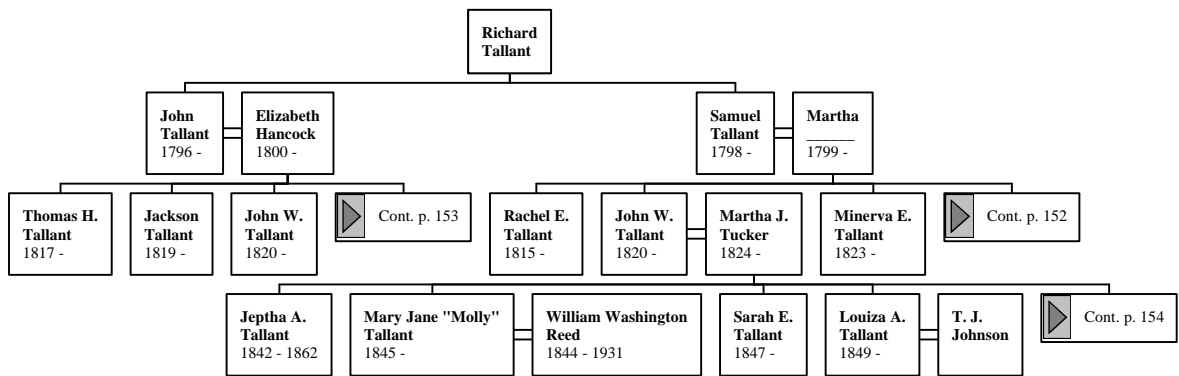 Richard
Tallant
John
Tallant
1796 -
Elizabeth
Hancock
1800 -
Samuel
Tallant
1798 -
Martha
______
1799 -
Thomas H.
Tallant
1817 -
Jackson
Tallant
1819 -
John W.
Tallant
1820 -
Cont. p. 153
Rachel E.
Tallant
1815 -
John W.
Tallant
1820 -
Martha J.
Tucker
1824 -
Minerva E.
Tallant
1823 -
Cont. p. 152
Jeptha A.
Tallant
1842 - 1862
Mary Jane "Molly"
Tallant
1845 -
William Washington
Reed
1844 - 1931
Sarah E.
Tallant
1847 -
Louiza A.
Tallant
1849 -
T. J.
Johnson
Cont. p. 154